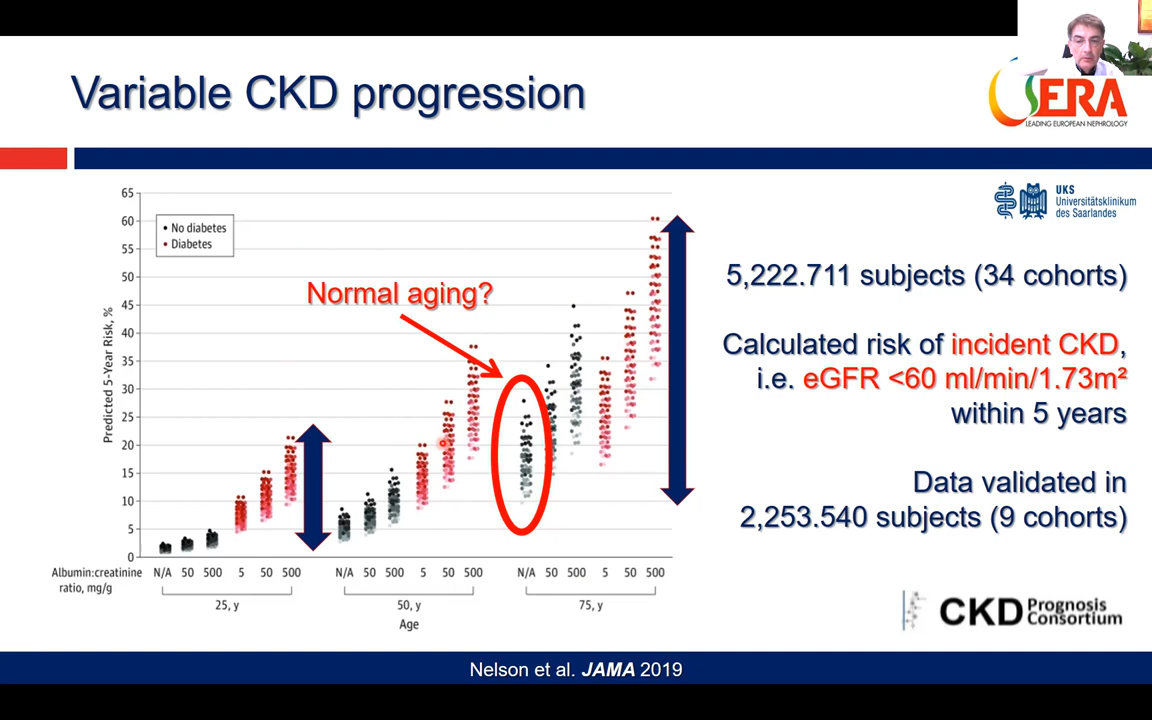 Variable CKD progression
ERA
LEADING EUROPEAN NEPHROLOGY
UKS
Universitätsklinikum
des Saarlandes
No diabetes
Diabetes
Normal aging?
Predicted 5-Year Risk, %
65
60
55
50
45
40
35
30
25
20
15
10
5
0
Albumin:creatinine
ratio, mg/g
N/A 50 500 5 50 500 N/A 50 500 5 50 500 N/A 50 500 5 50 500
25, y 50, y 75, y
Age
5,222.711 subjects (34 cohorts)
Calculated risk of incident CKD,
i.e. eGFR <60 ml/min/1.73m²
within 5 years
Data validated in
2,253.540 subjects (9 cohorts)
CKD Prognosis
Consortium
Nelson et al. JAMA 2019